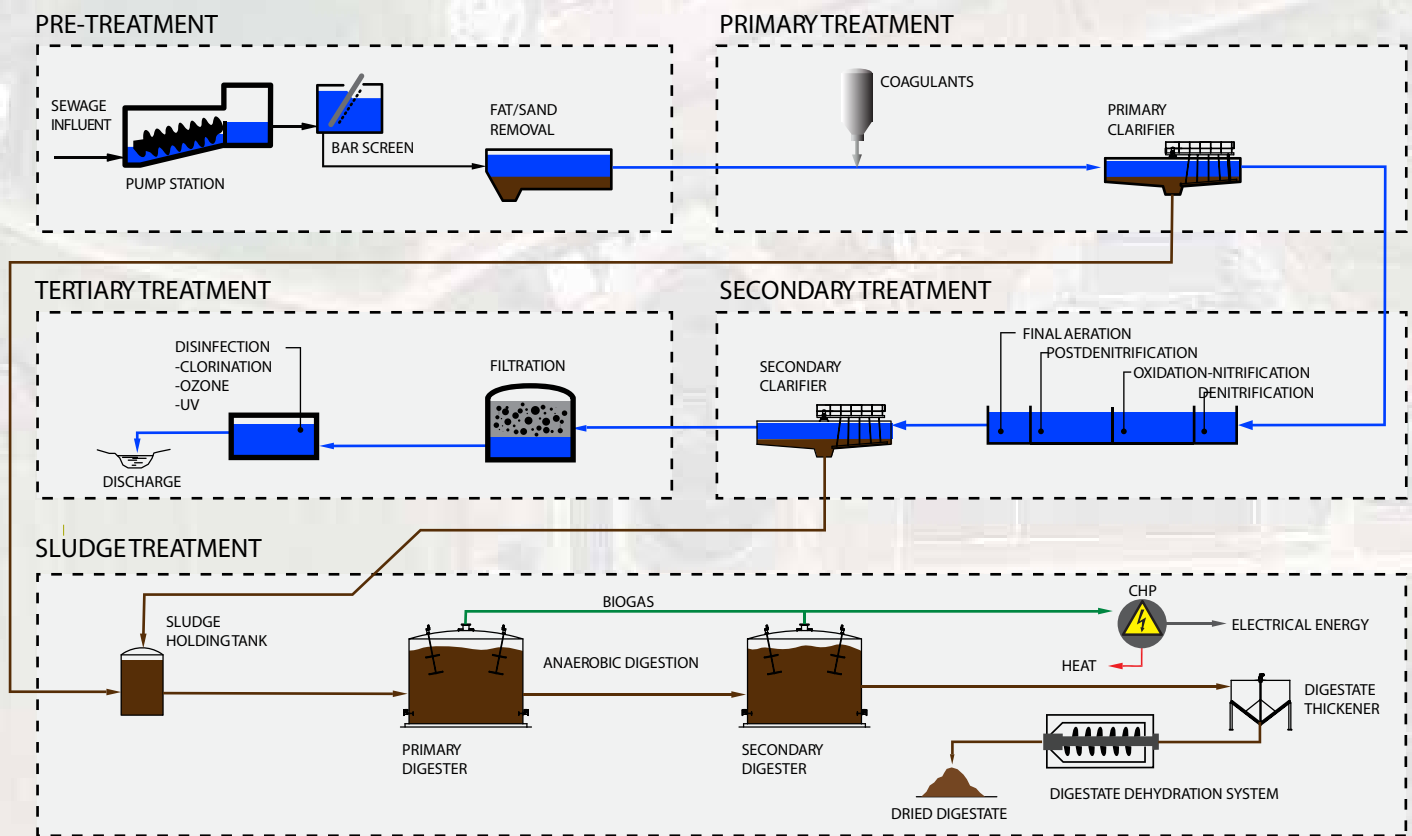 PRE-TREATMENT
SEWAGE
INFLUENT
PUMP STATION
BAR SCREEN
FAT/SAND
REMOVAL
PRIMARY TREATMENT
COAGULANTS
PRIMARY
CLARIFIER
TERTIARY TREATMENT
DISINFECTION
-CLORINATION
-OZONE
-UV
FILTRATION
DISCHARGE
SECONDARY TREATMENT
SECONDARY
CLARIFIER
FINAL AERATION
POSTDENITRIFICATION
OXIDATION-NITRIFICATION
DENITRIFICATION
SLUDGE TREATMENT
SLUDGE
HOLDING TANK
BIOGAS
ANAEROBIC DIGESTION
PRIMARY
DIGESTER
SECONDARY
DIGESTER
CHP
ELECTRICAL ENERGY
HEAT
DIGESTATE
THICKENER
DIGESTATE DEHYDRATION SYSTEM
DRIED DIGESTATE